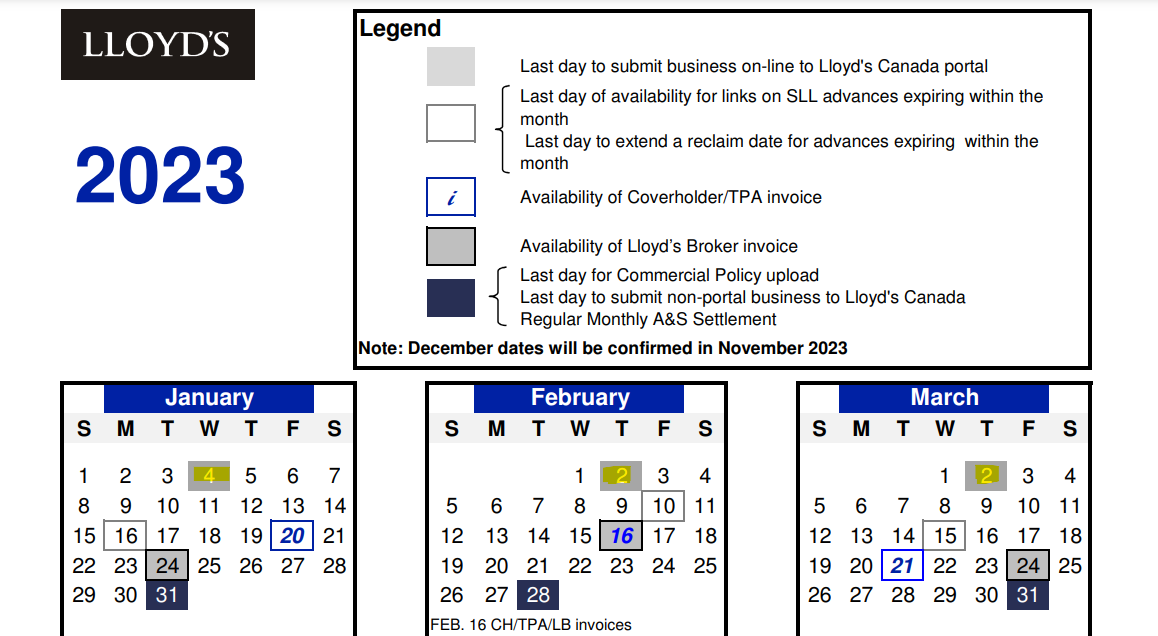 LLOYD'S
2023
Legend
Last day to submit business on-line to Lloyd's Canada portal
Last day of availability for links on SLL advances expiring within the
month
Last day to extend a reclaim date for advances expiring within the
month
i
Availability of Coverholder/TPA invoice
Availability of Lloyd’s Broker invoice
Last day for Commercial Policy upload
Last day to submit non-portal business to Lloyd's Canada
Regular Monthly A&S Settlement
Note: December dates will be confirmed in November 2023
January
S M T W T F S
1 2 3 4 5 6 7
8 9 10 11 12 13 14
15 16 17 18 19 20 21
22 23 24 25 26 27 28
29 30 31
February
S M T W T F S
1 2 3 4
5 6 7 8 9 10 11
12 13 14 15 16 17 18
19 20 21 22 23 24 25
26 27 28
FEB. 16 CH/TPA/LB invoices
March
S M T W T F S
1 2 3 4
5 6 7 8 9 10 11
12 13 14 15 16 17 18
19 20 21 22 23 24 25
26 27 28 29 30 31